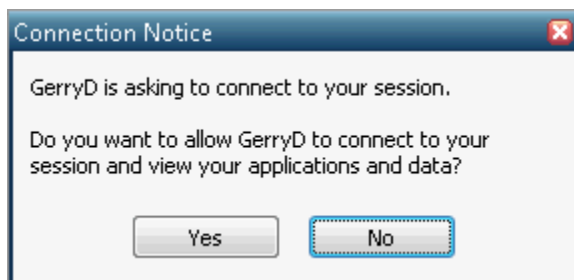 Connection Notice
GerryD is asking to connect to your session.
Do you want to allow GerryD to connect to your
session and view your applications and data?
Yes
No